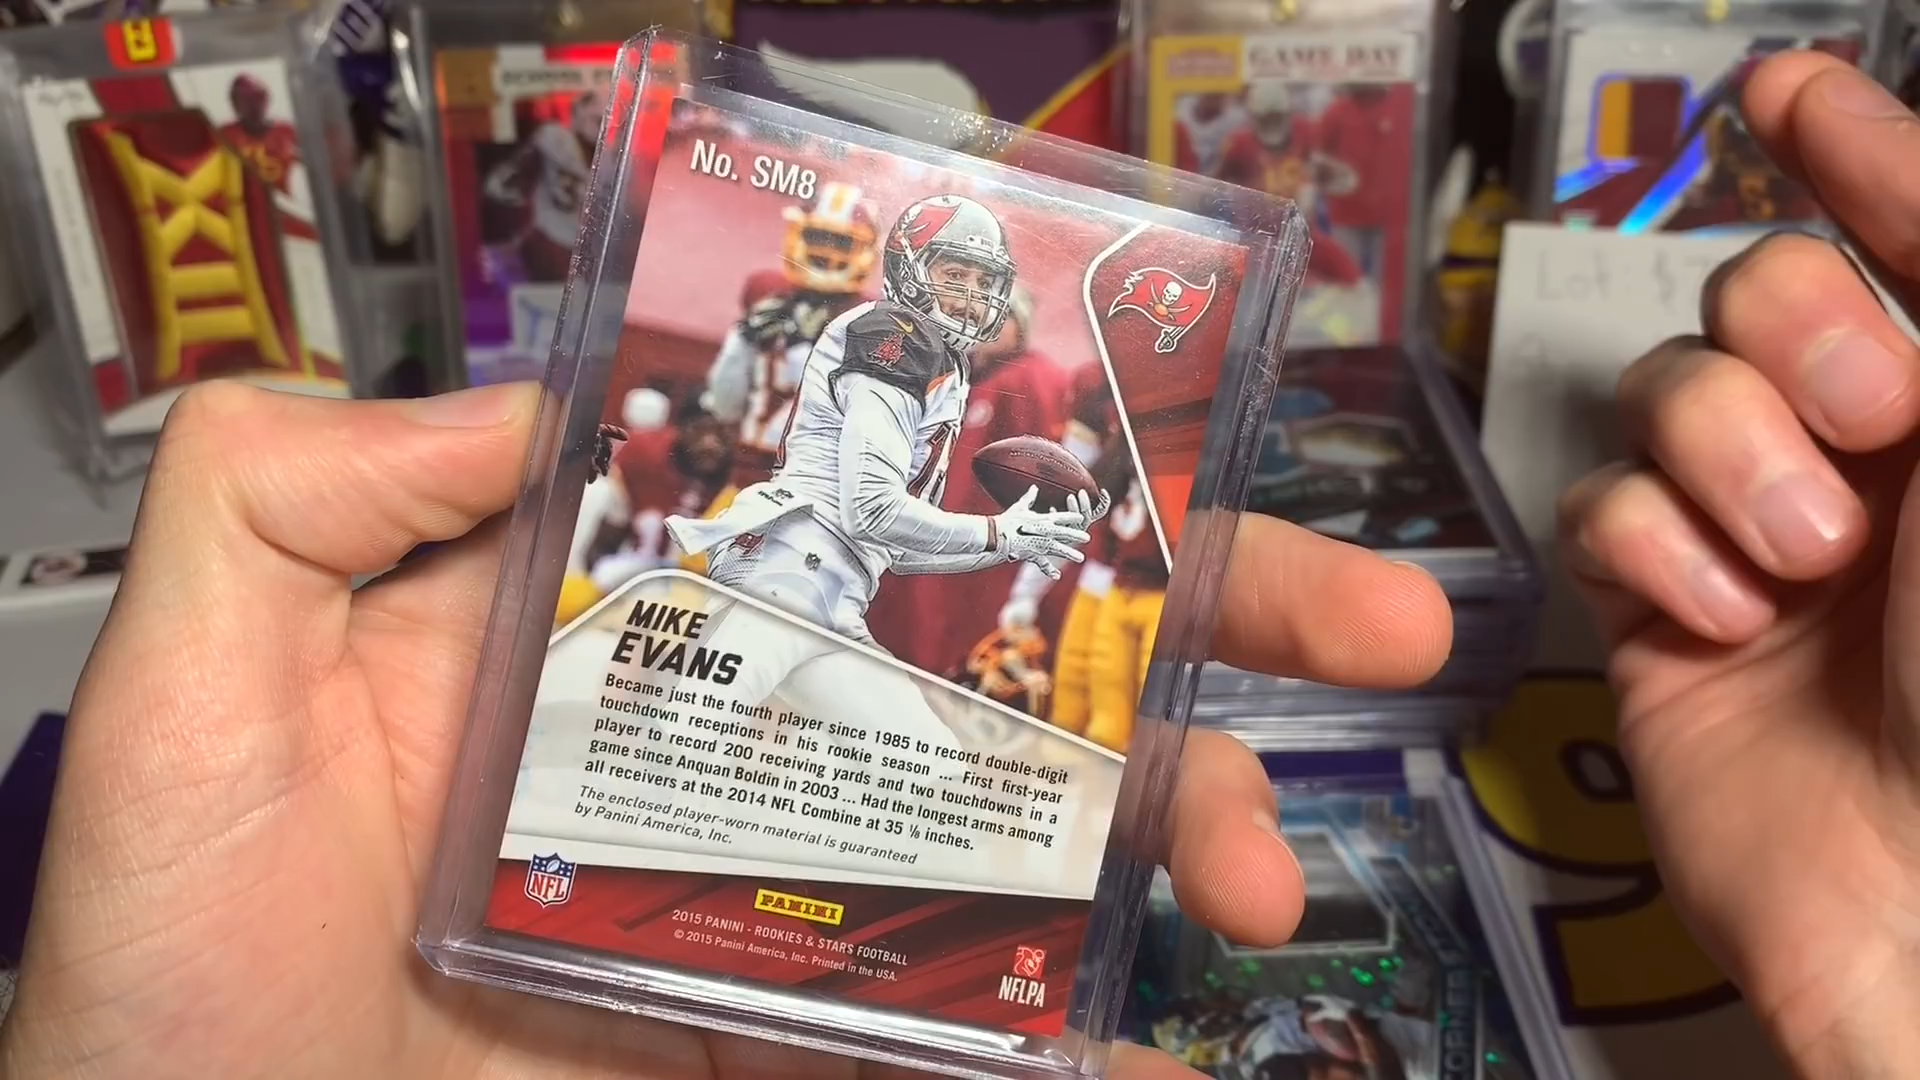 GAME DAY
Lot: $
No. SM8
MIKE
EVANS
Became just the fourth player since 1985 to record double-digit
touchdown receptions in his rookie season ... First first-year
player to record 200 receiving yards and two touchdowns in a
game since Anquan Boldin in 2003 ... Had the longest arms among
all receivers at the 2014 NFL Combine at 35 ⅛ inches.
The enclosed player-worn material is guaranteed
by Panini America, Inc.
NFL
PANINI
2015 PANINI - ROOKIES & STARS FOOTBALL
© 2015 Panini America, Inc. Printed in the USA.
NFLPA